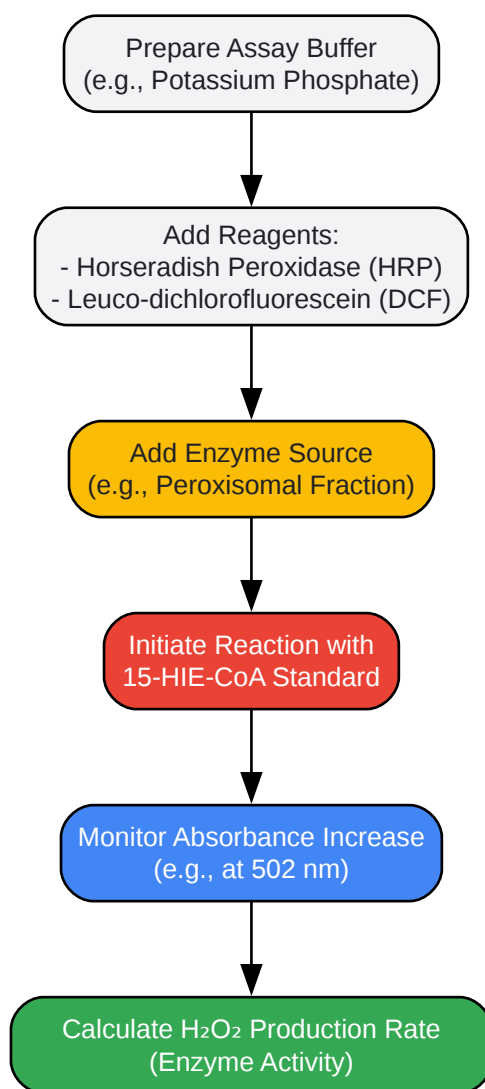 Prepare Assay Buffer
(e.g., Potassium Phosphate)
Add Reagents:
- Horseradish Peroxidase (HRP)
- Leuco-dichlorofluorescein (DCF)
Add Enzyme Source
(e.g., Peroxisomal Fraction)
Initiate Reaction with
15-HIE-CoA Standard
Monitor Absorbance Increase
(e.g., at 502 nm)
Calculate H₂O₂ Production Rate
(Enzyme Activity)